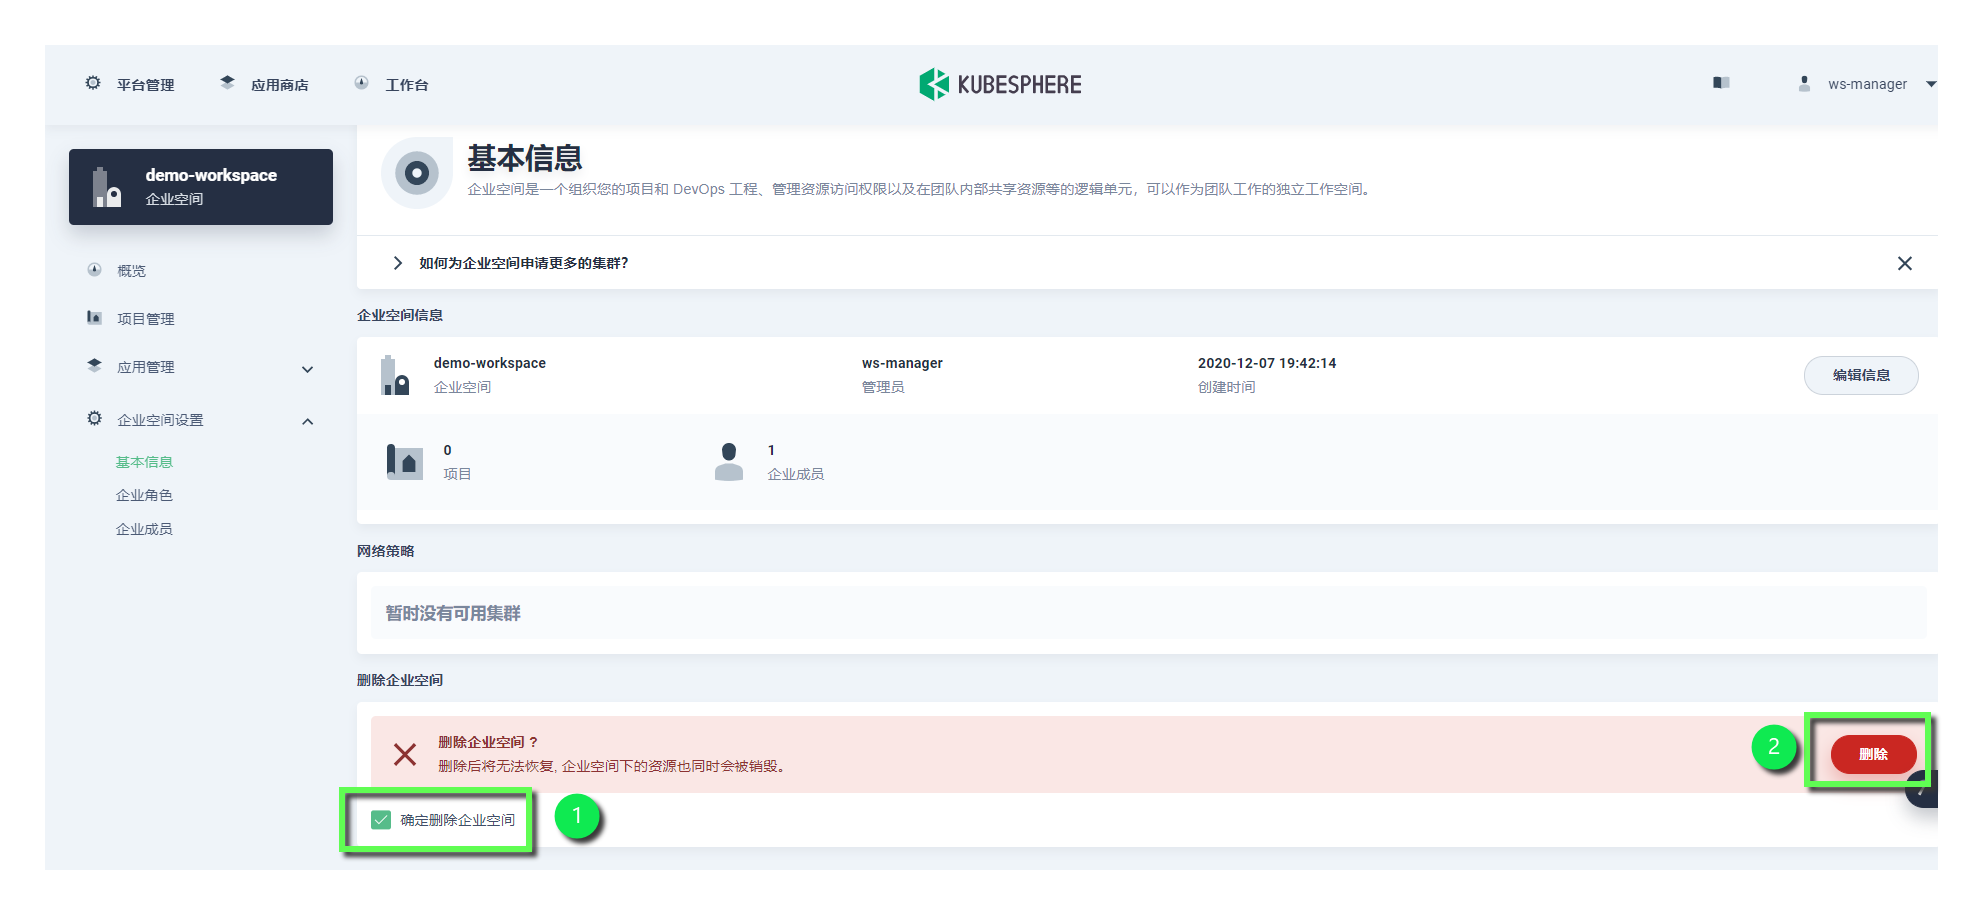 平台管理
应用商店
工作台
KUBESPHERE
ws-manager
demo-workspace
企业空间
概览
项目管理
应用管理
企业空间设置
基本信息
企业角色
企业成员
基本信息
企业空间是一个组织您的项目和 DevOps 工程、管理资源访问权限以及在团队内部共享资源等的逻辑单元，可以作为团队工作的独立工作空间。
如何为企业空间申请更多的集群?
企业空间信息
demo-workspace
企业空间
ws-manager
管理员
2020-12-07 19:42:14
创建时间
编辑信息
0
项目
1
企业成员
网络策略
暂时没有可用集群
删除企业空间
删除企业空间 ?
删除后将无法恢复, 企业空间下的资源也同时会被销毁。
2
删除
确定删除企业空间
1